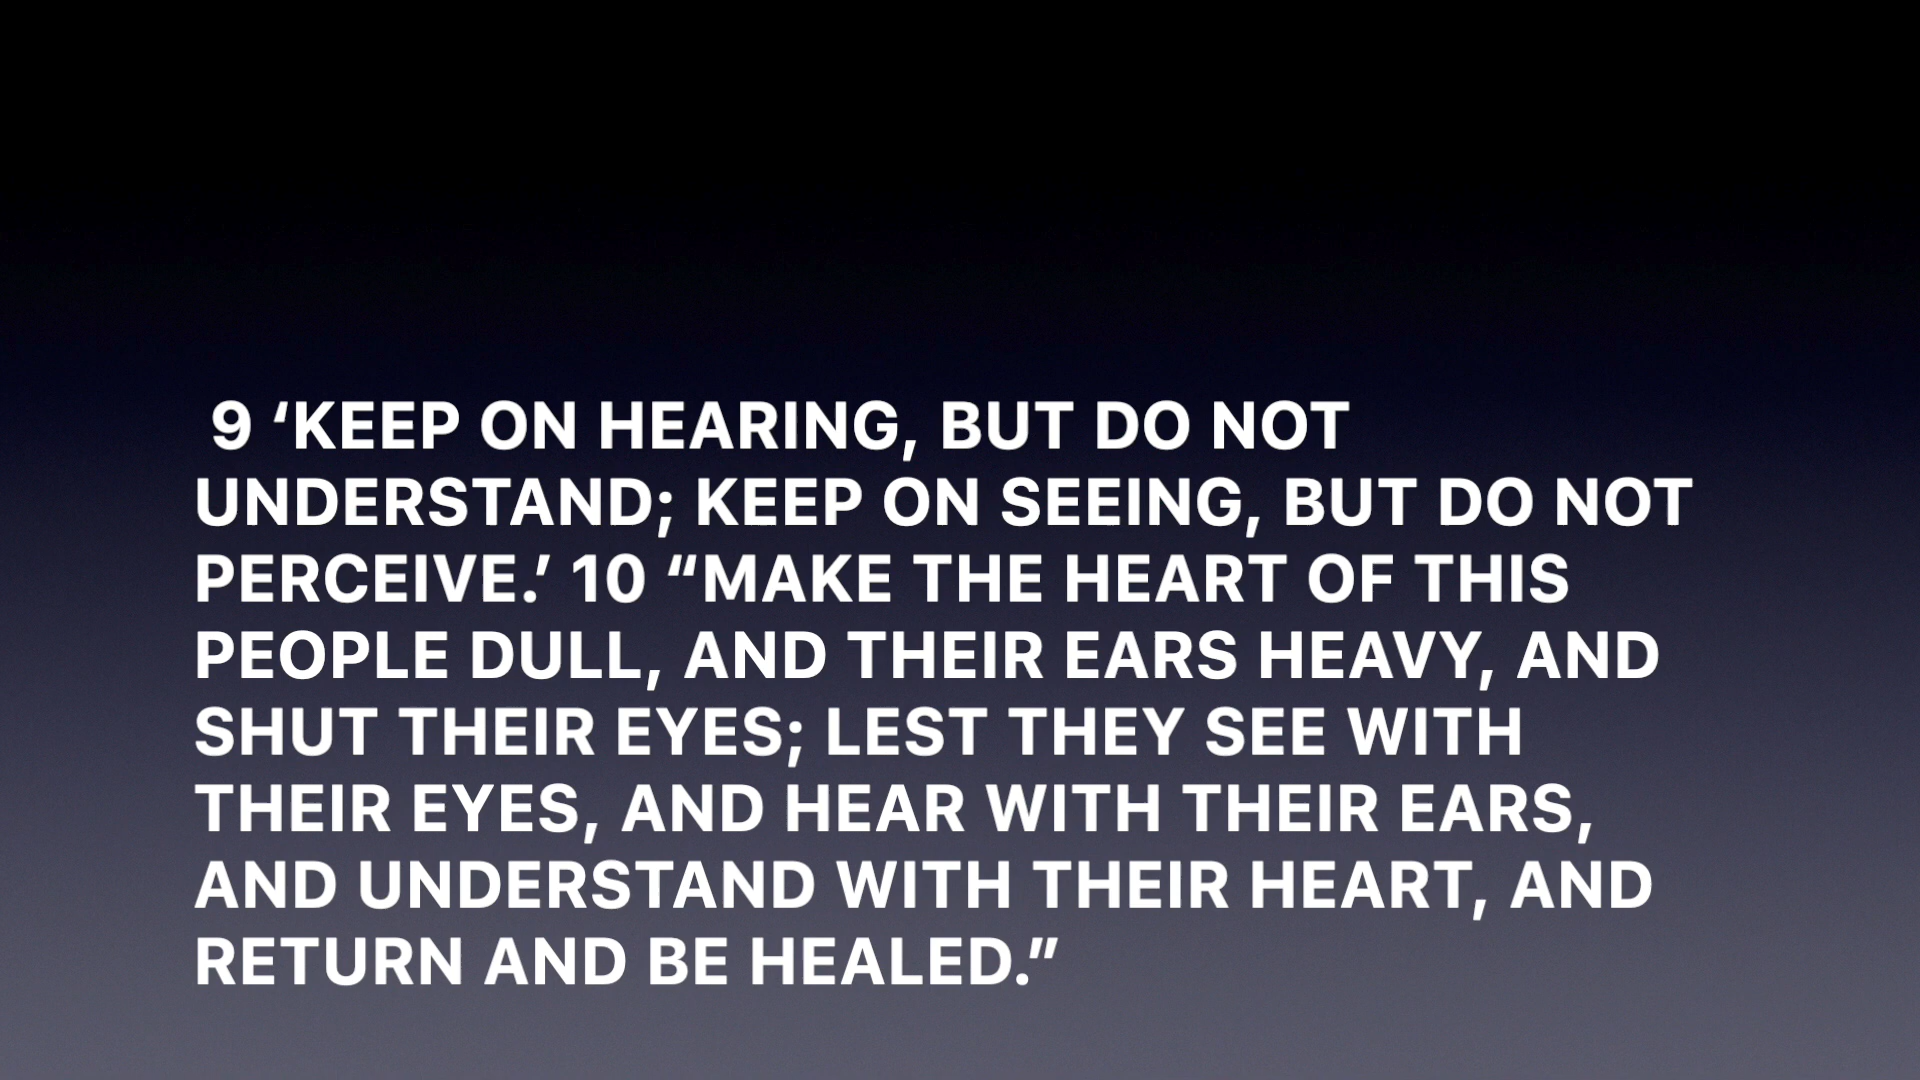 9 ‘KEEP ON HEARING, BUT DO NOT
UNDERSTAND; KEEP ON SEEING, BUT DO NOT
PERCEIVE.’ 10 “MAKE THE HEART OF THIS
PEOPLE DULL, AND THEIR EARS HEAVY, AND
SHUT THEIR EYES; LEST THEY SEE WITH
THEIR EYES, AND HEAR WITH THEIR EARS,
AND UNDERSTAND WITH THEIR HEART, AND
RETURN AND BE HEALED.”